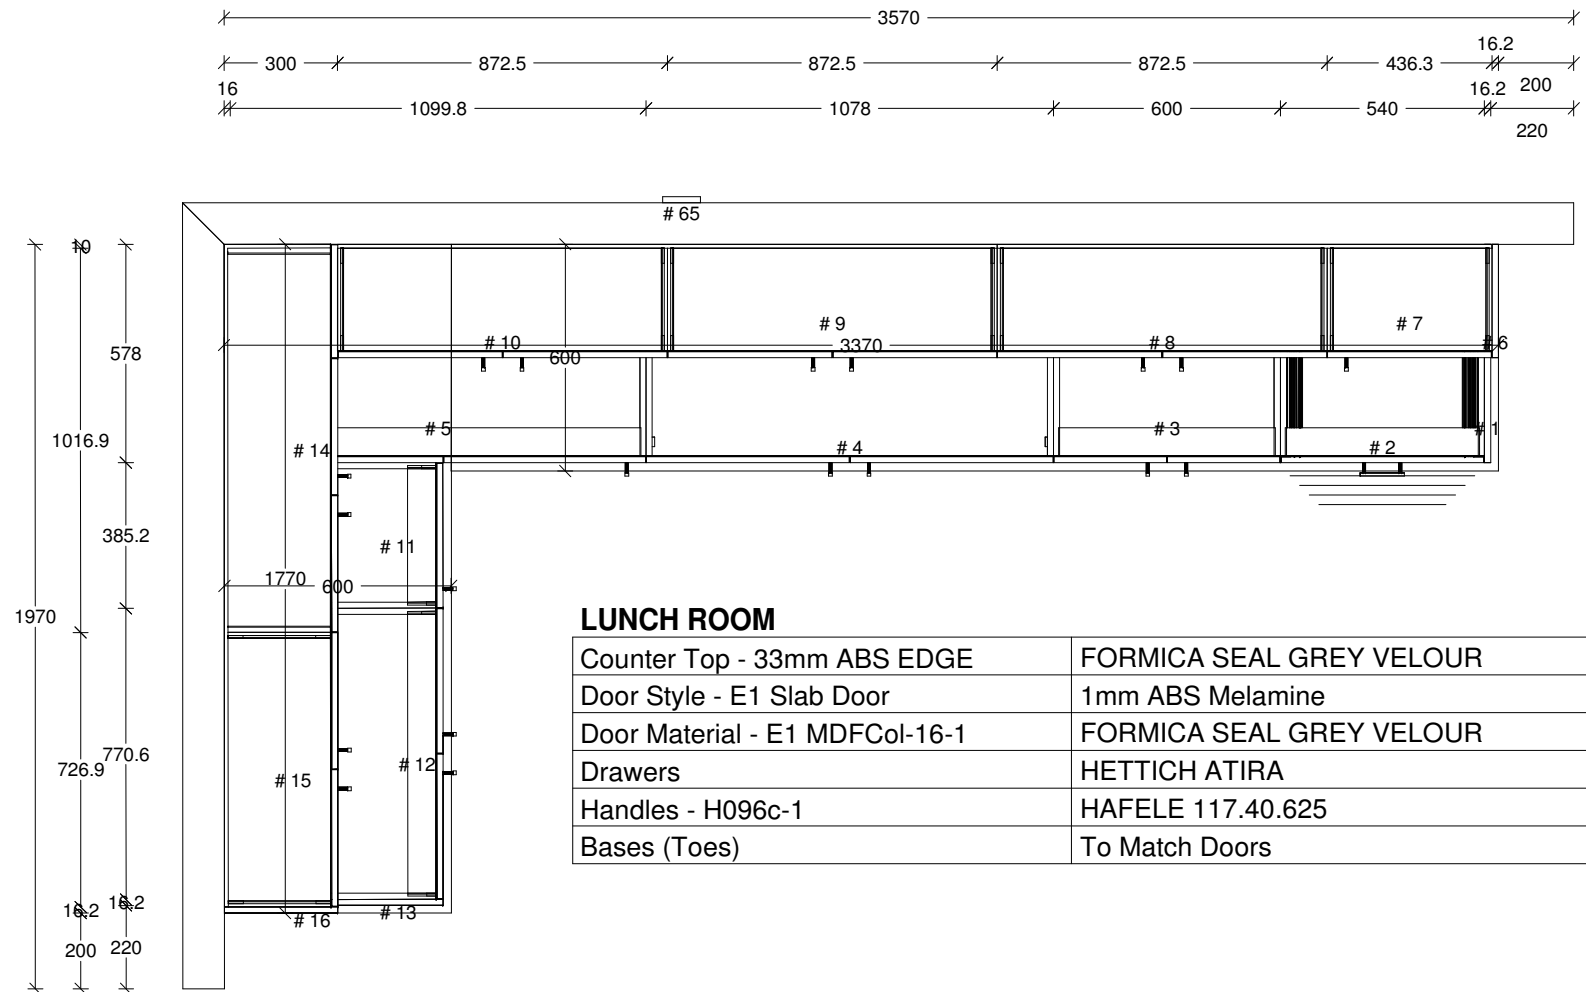 3570
300 872.5 872.5 872.5 436.3 16.2 200
16 1099.8 1078 600 540 16.2 220
# 65
10
# 9 # 7
# 10 3370 # 8 # 6
578 600
1016.9 # 14 # 5 # 4 # 3 # 2 # 1
385.2 # 11
1770 600
1970
LUNCH ROOM
Counter Top - 33mm ABS EDGE FORMICA SEAL GREY VELOUR
Door Style - E1 Slab Door 1mm ABS Melamine
Door Material - E1 MDFCol-16-1 FORMICA SEAL GREY VELOUR
Drawers HETTICH ATIRA
Handles - H096c-1 HAFELE 117.40.625
Bases (Toes) To Match Doors
770.6
726.9 # 15 # 12
16.2 16.2
# 16 # 13
200 220